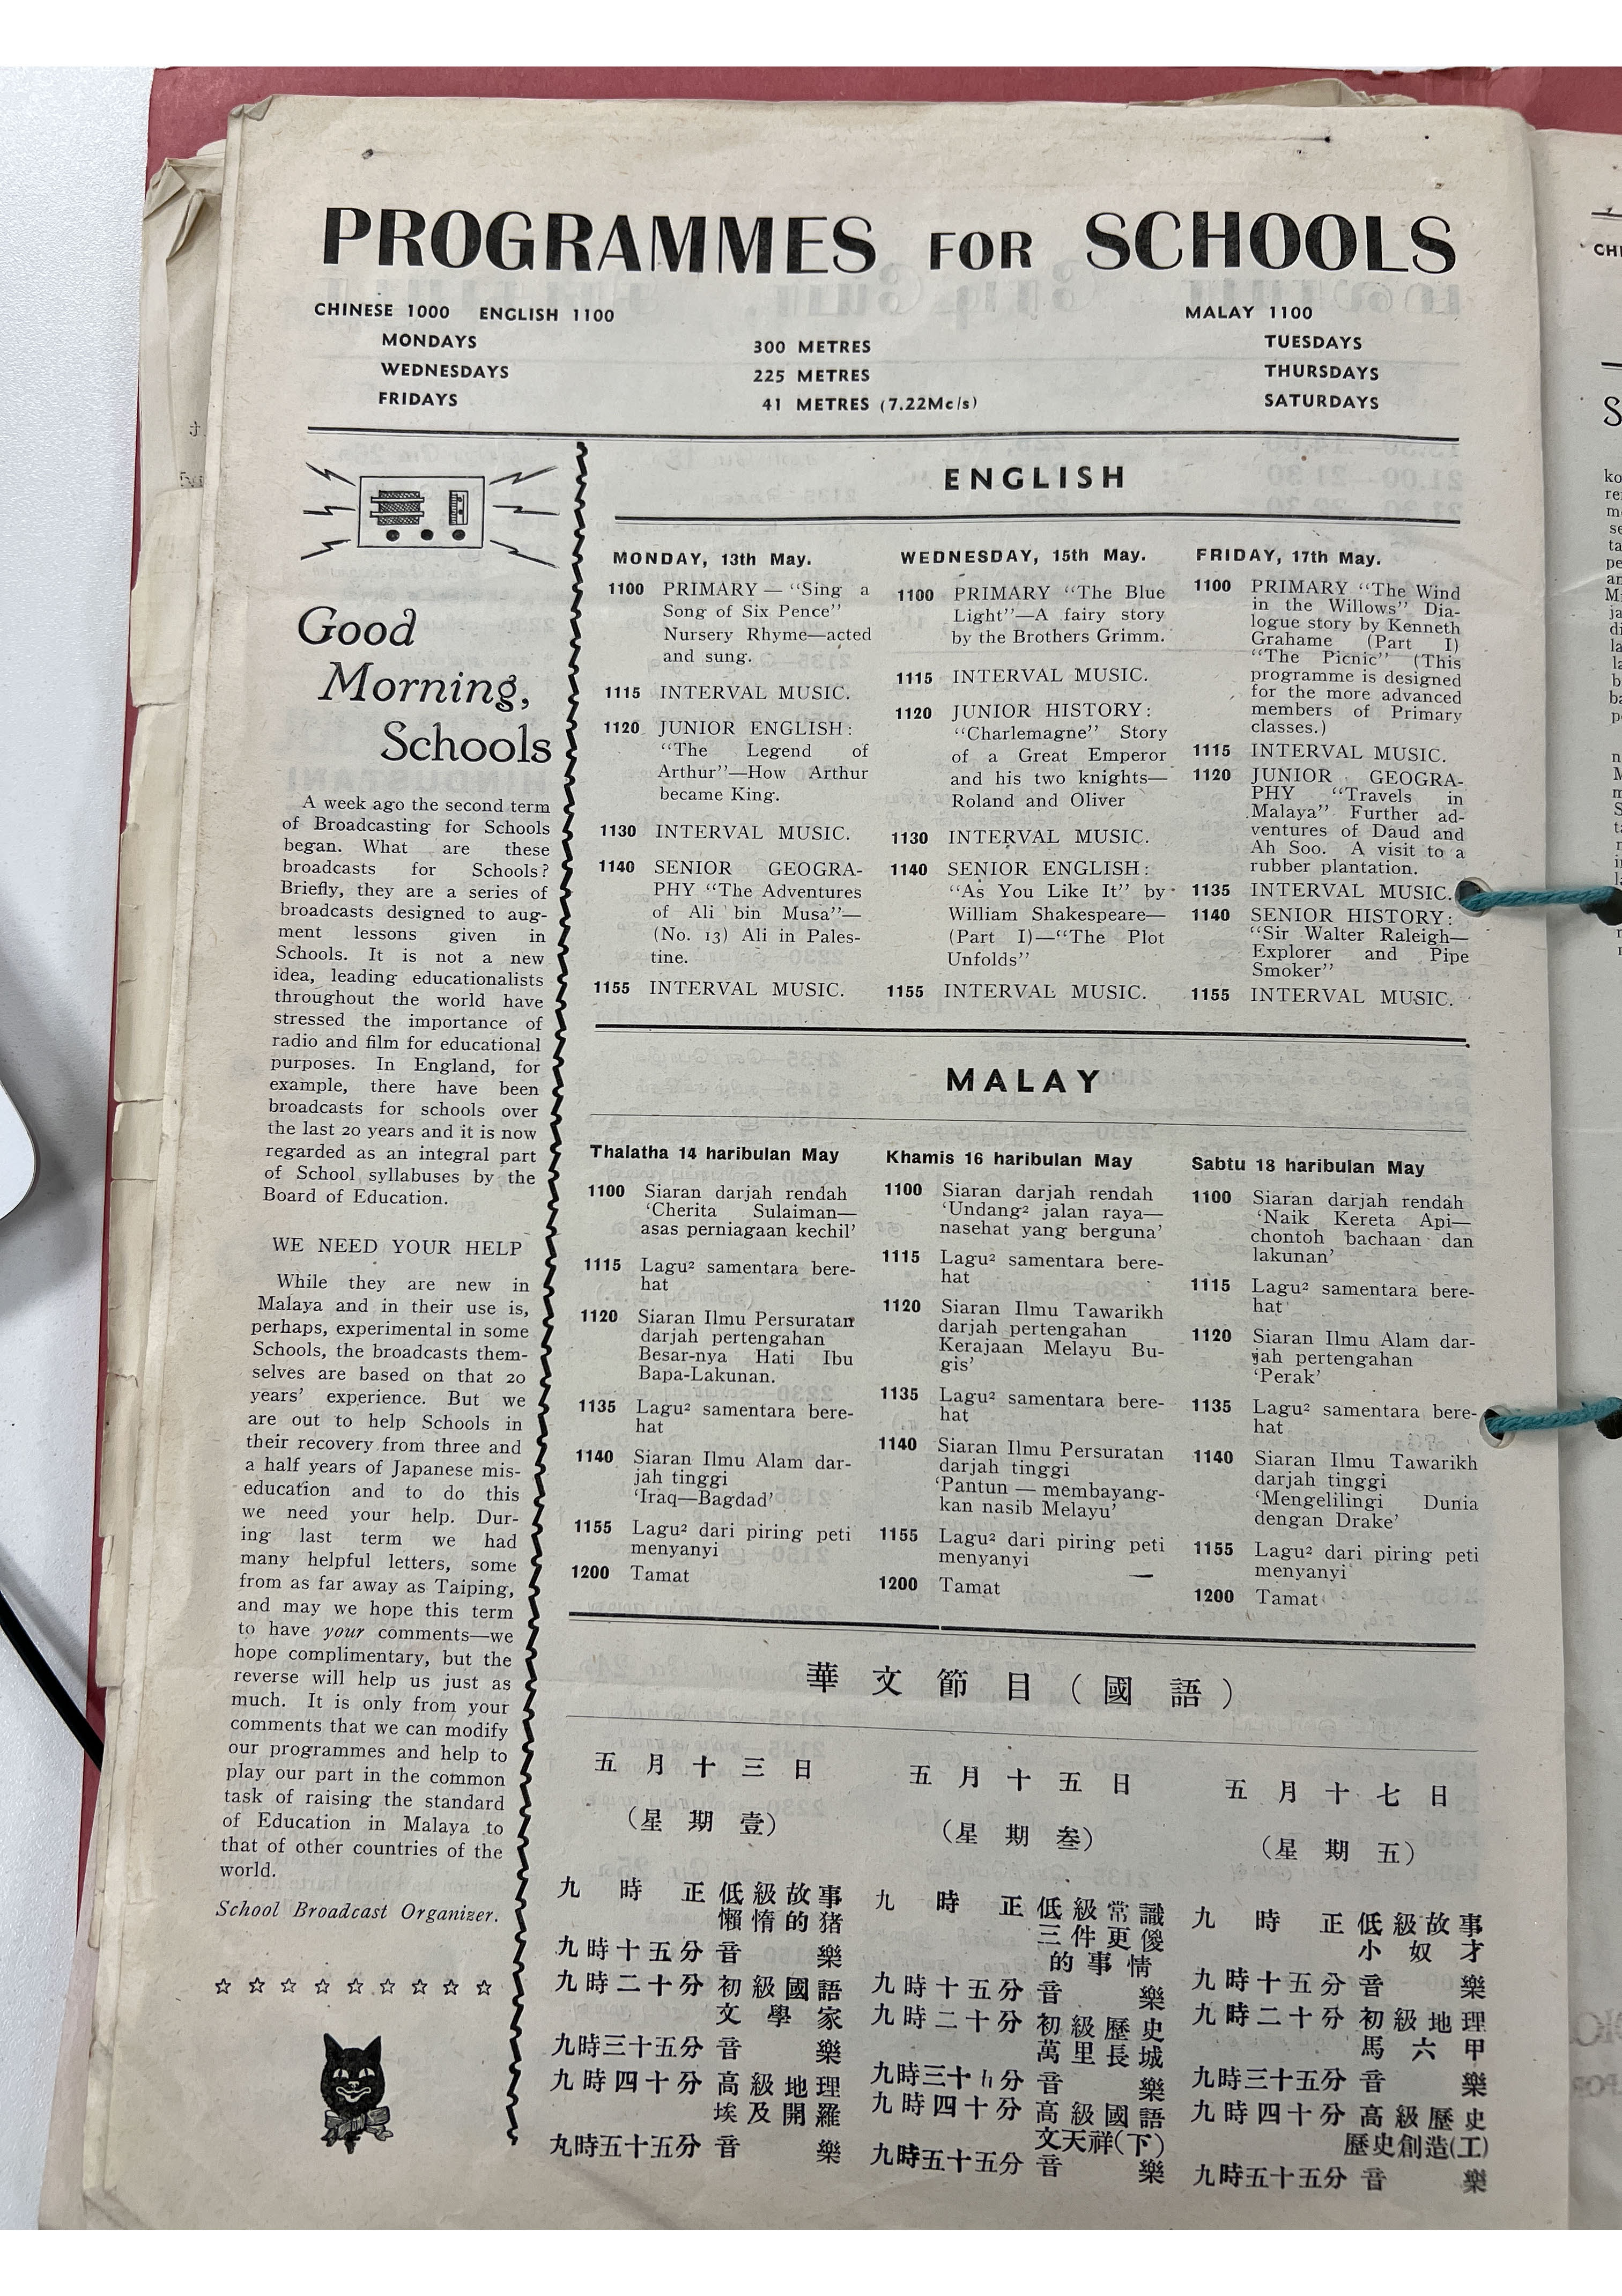 PROGRAMMES FOR SCHOOLS
CHINESE 1000 ENGLISH 1100
MONDAYS
WEDNESDAYS
FRIDAYS
300 METRES
225 METRES
41 METRES (7.22Mc/s)
MALAY 1100
TUESDAYS
THURSDAYS
SATURDAYS
Good
Morning,
Schools
A week ago the second term
of Broadcasting for Schools
began. What are these
broadcasts for Schools?
Briefly, they are a series of
broadcasts designed to aug-
ment lessons given in
Schools. It is not a new
idea, leading educationalists
throughout the world have
stressed the importance of
radio and film for educational
purposes. In England, for
example, there have been
broadcasts for schools over
the last 20 years and it is now
regarded as an integral part
of School syllabuses by the
Board of Education.
WE NEED YOUR HELP
While they are new in
Malaya and in their use is,
perhaps, experimental in some
Schools, the broadcasts them-
selves are based on that 20
years' experience. But we
are out to help Schools in
their recovery from three and
a half years of Japanese mis-
education and to do this
we need your help. Dur-
ing last term we had
many helpful letters, some
from as far away as Taiping,
and may we hope this term
to have your comments—we
hope complimentary, but the
reverse will help us just as
much. It is only from your
comments that we can modify
our programmes and help to
play our part in the common
task of raising the standard
of Education in Malaya to
that of other countries of the
world.
School Broadcast Organizer.
ENGLISH
MONDAY, 13th May.
1100 PRIMARY — "Sing a
Song of Six Pence"
Nursery Rhyme—acted
and sung.
1115 INTERVAL MUSIC.
1120 JUNIOR ENGLISH:
"The Legend of
Arthur"—How Arthur
became King.
1130 INTERVAL MUSIC.
1140 SENIOR GEOGRA-
PHY "The Adventures
of Ali bin Musa"—
(No. 13) Ali in Pales-
tine.
1155 INTERVAL MUSIC.
WEDNESDAY, 15th May.
1100 PRIMARY "The Blue
Light"—A fairy story
by the Brothers Grimm.
1115 INTERVAL MUSIC.
1120 JUNIOR HISTORY:
"Charlemagne" Story
of a Great Emperor
and his two knights—
Roland and Oliver
1130 INTERVAL MUSIC.
1140 SENIOR ENGLISH:
"As You Like It" by
William Shakespeare—
(Part I)—"The Plot
Unfolds"
1155 INTERVAL MUSIC.
FRIDAY, 17th May.
1100 PRIMARY "The Wind
in the Willows" Dia-
logue story by Kenneth
Grahame (Part I)
"The Picnic" (This
programme is designed
for the more advanced
members of Primary
classes.)
1115 INTERVAL MUSIC.
1120 JUNIOR GEOGRA-
PHY "Travels in
Malaya" Further ad-
ventures of Daud and
Ah Soo. A visit to a
rubber plantation.
1135 INTERVAL MUSIC.
1140 SENIOR HISTORY:
"Sir Walter Raleigh—
Explorer and Pipe
Smoker"
1155 INTERVAL MUSIC.
MALAY
Thalatha 14 haribulan May
1100 Siaran darjah rendah
'Cherita Sulaiman—
asas perniagaan kechil'
1115 Lagu² samentara bere-
hat
1120 Siaran Ilmu Persuratan
darjah pertengahan
Besar-nya Hati Ibu
Bapa-Lakunan.
1135 Lagu² samentara bere-
hat
1140 Siaran Ilmu Alam dar-
jah tinggi
'Iraq—Bagdad'
1155 Lagu² dari piring peti
menyanyi
1200 Tamat
Khamis 16 haribulan May
1100 Siaran darjah rendah
'Undang² jalan raya—
nasehat yang berguna'
1115 Lagu² samentara bere-
hat
1120 Siaran Ilmu Tawarikh
darjah pertengahan
Kerajaan Melayu Bu-
gis'
1135 Lagu² samentara bere-
hat
1140 Siaran Ilmu Persuratan
darjah tinggi
'Pantun — membayang-
kan nasib Melayu'
1155 Lagu² dari piring peti
menyanyi
1200 Tamat
Sabtu 18 haribulan May
1100 Siaran darjah rendah
'Naik Kereta Api—
chontoh bachaan dan
lakunan'
1115 Lagu² samentara bere-
hat
1120 Siaran Ilmu Alam dar-
jah pertengahan
'Perak'
1135 Lagu² samentara bere-
hat
1140 Siaran Ilmu Tawarikh
darjah tinggi
'Mengelilingi Dunia
dengan Drake'
1155 Lagu² dari piring peti
menyanyi
1200 Tamat
華文節目(國語)
五月十三日
(星期壹)
九時正 低級故事
懶惰的猪
九時十五分 音樂
九時二十分 初級國語
文學家
九時三十五分 音樂
九時四十分 高級地理
埃及開羅
九時五十五分 音樂
五月十五日
(星期叁)
九時正 低級常識
三件更傻
的事情
九時十五分 音樂
九時二十分 初級歷史
萬里長城
九時三十 分 音樂
九時四十分 高級國語
文天祥(下)
九時五十五分 音樂
五月十七日
(星期五)
九時正 低級故事
小奴才
九時十五分 音樂
九時二十分 初級地理
馬六甲
九時三十五分 音樂
九時四十分 高級歷史
歷史創造(工)
九時五十五分 音樂